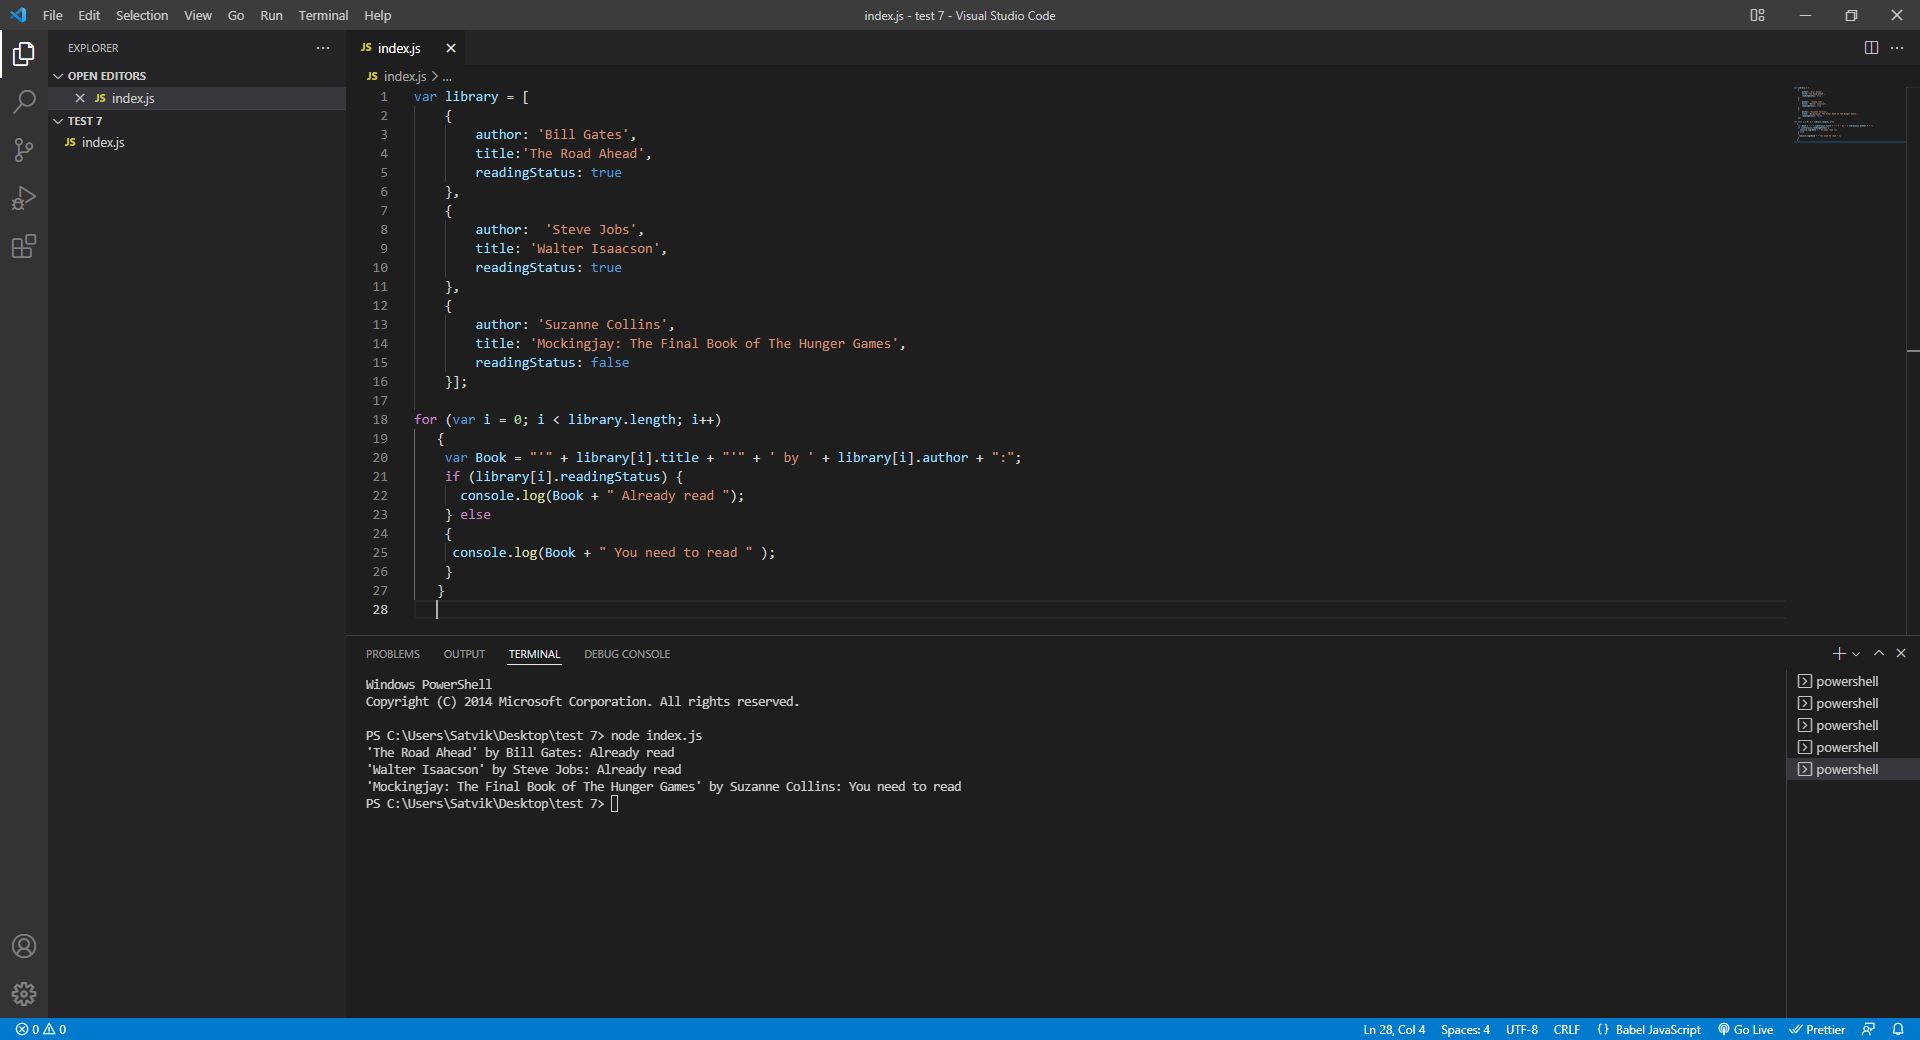 File Edit Selection View Go Run Terminal Help
index.js - test 7 - Visual Studio Code
EXPLORER
OPEN EDITORS
JS index.js
TEST 7
JS index.js
JS index.js
JS index.js > ...
1 var library = [
2 {
3 author: 'Bill Gates',
4 title:'The Road Ahead',
5 readingStatus: true
6 },
7 {
8 author:  'Steve Jobs',
9 title: 'Walter Isaacson',
10 readingStatus: true
11 },
12 {
13 author: 'Suzanne Collins',
14 title: 'Mockingjay: The Final Book of The Hunger Games',
15 readingStatus: false
16 }];
17
18 for (var i = 0; i < library.length; i++)
19 {
20 var Book = "'" + library[i].title + "'" + ' by ' + library[i].author + ":";
21 if (library[i].readingStatus) {
22 console.log(Book + " Already read ");
23 } else
24 {
25 console.log(Book + " You need to read " );
26 }
27 }
28
PROBLEMS OUTPUT TERMINAL DEBUG CONSOLE
Windows PowerShell
Copyright (C) 2014 Microsoft Corporation. All rights reserved.
PS C:\Users\Satvik\Desktop\test 7> node index.js
'The Road Ahead' by Bill Gates: Already read
'Walter Isaacson' by Steve Jobs: Already read
'Mockingjay: The Final Book of The Hunger Games' by Suzanne Collins: You need to read
PS C:\Users\Satvik\Desktop\test 7>
powershell
powershell
powershell
powershell
powershell
0 0
Ln 28, Col 4 Spaces: 4 UTF-8 CRLF {} Babel JavaScript Go Live Prettier